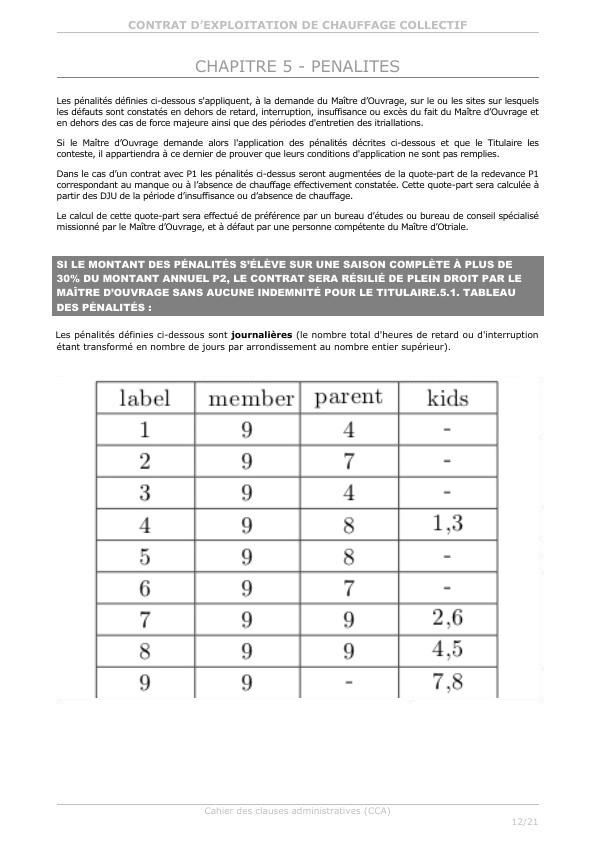 CONTRAT D’EXPLOITATION DE CHAUFFAGE COLLECTIF
CHAPITRE 5 - PENALITES
Les pénalités définies ci-dessous s'appliquent, à la demande du Maître d’Ouvrage, sur le ou les sites sur lesquels
les défauts sont constatés en dehors de retard, interruption, insuffisance ou excès du fait du Maître d’Ouvrage et
en dehors des cas de force majeure ainsi que des périodes d'entretien des itriallations.
Si le Maître d’Ouvrage demande alors l'application des pénalités décrites ci-dessous et que le Titulaire les
conteste, il appartiendra à ce dernier de prouver que leurs conditions d'application ne sont pas remplies.
Dans le cas d’un contrat avec P1 les pénalités ci-dessus seront augmentées de la quote-part de la redevance P1
correspondant au manque ou à l’absence de chauffage effectivement constatée. Cette quote-part sera calculée à
partir des DJU de la période d’insuffisance ou d’absence de chauffage.
Le calcul de cette quote-part sera effectué de préférence par un bureau d’études ou bureau de conseil spécialisé
missionné par le Maître d’Ouvrage, et à défaut par une personne compétente du Maître d’Otriale.
SI LE MONTANT DES PÉNALITÉS S’ÉLÈVE SUR UNE SAISON COMPLÈTE À PLUS DE
30% DU MONTANT ANNUEL P2, LE CONTRAT SERA RÉSILIÉ DE PLEIN DROIT PAR LE
MAÎTRE D’OUVRAGE SANS AUCUNE INDEMNITÉ POUR LE TITULAIRE.5.1. TABLEAU
DES PÉNALITÉS :
Les pénalités définies ci-dessous sont journalières (le nombre total d'heures de retard ou d'interruption
étant transformé en nombre de jours par arrondissement au nombre entier supérieur).
label member parent kids
1 9 4 -
2 9 7 -
3 9 4 -
4 9 8 1,3
5 9 8 -
6 9 7 -
7 9 9 2,6
8 9 9 4,5
9 9 - 7,8
Cahier des clauses administratives (CCA)
12/21